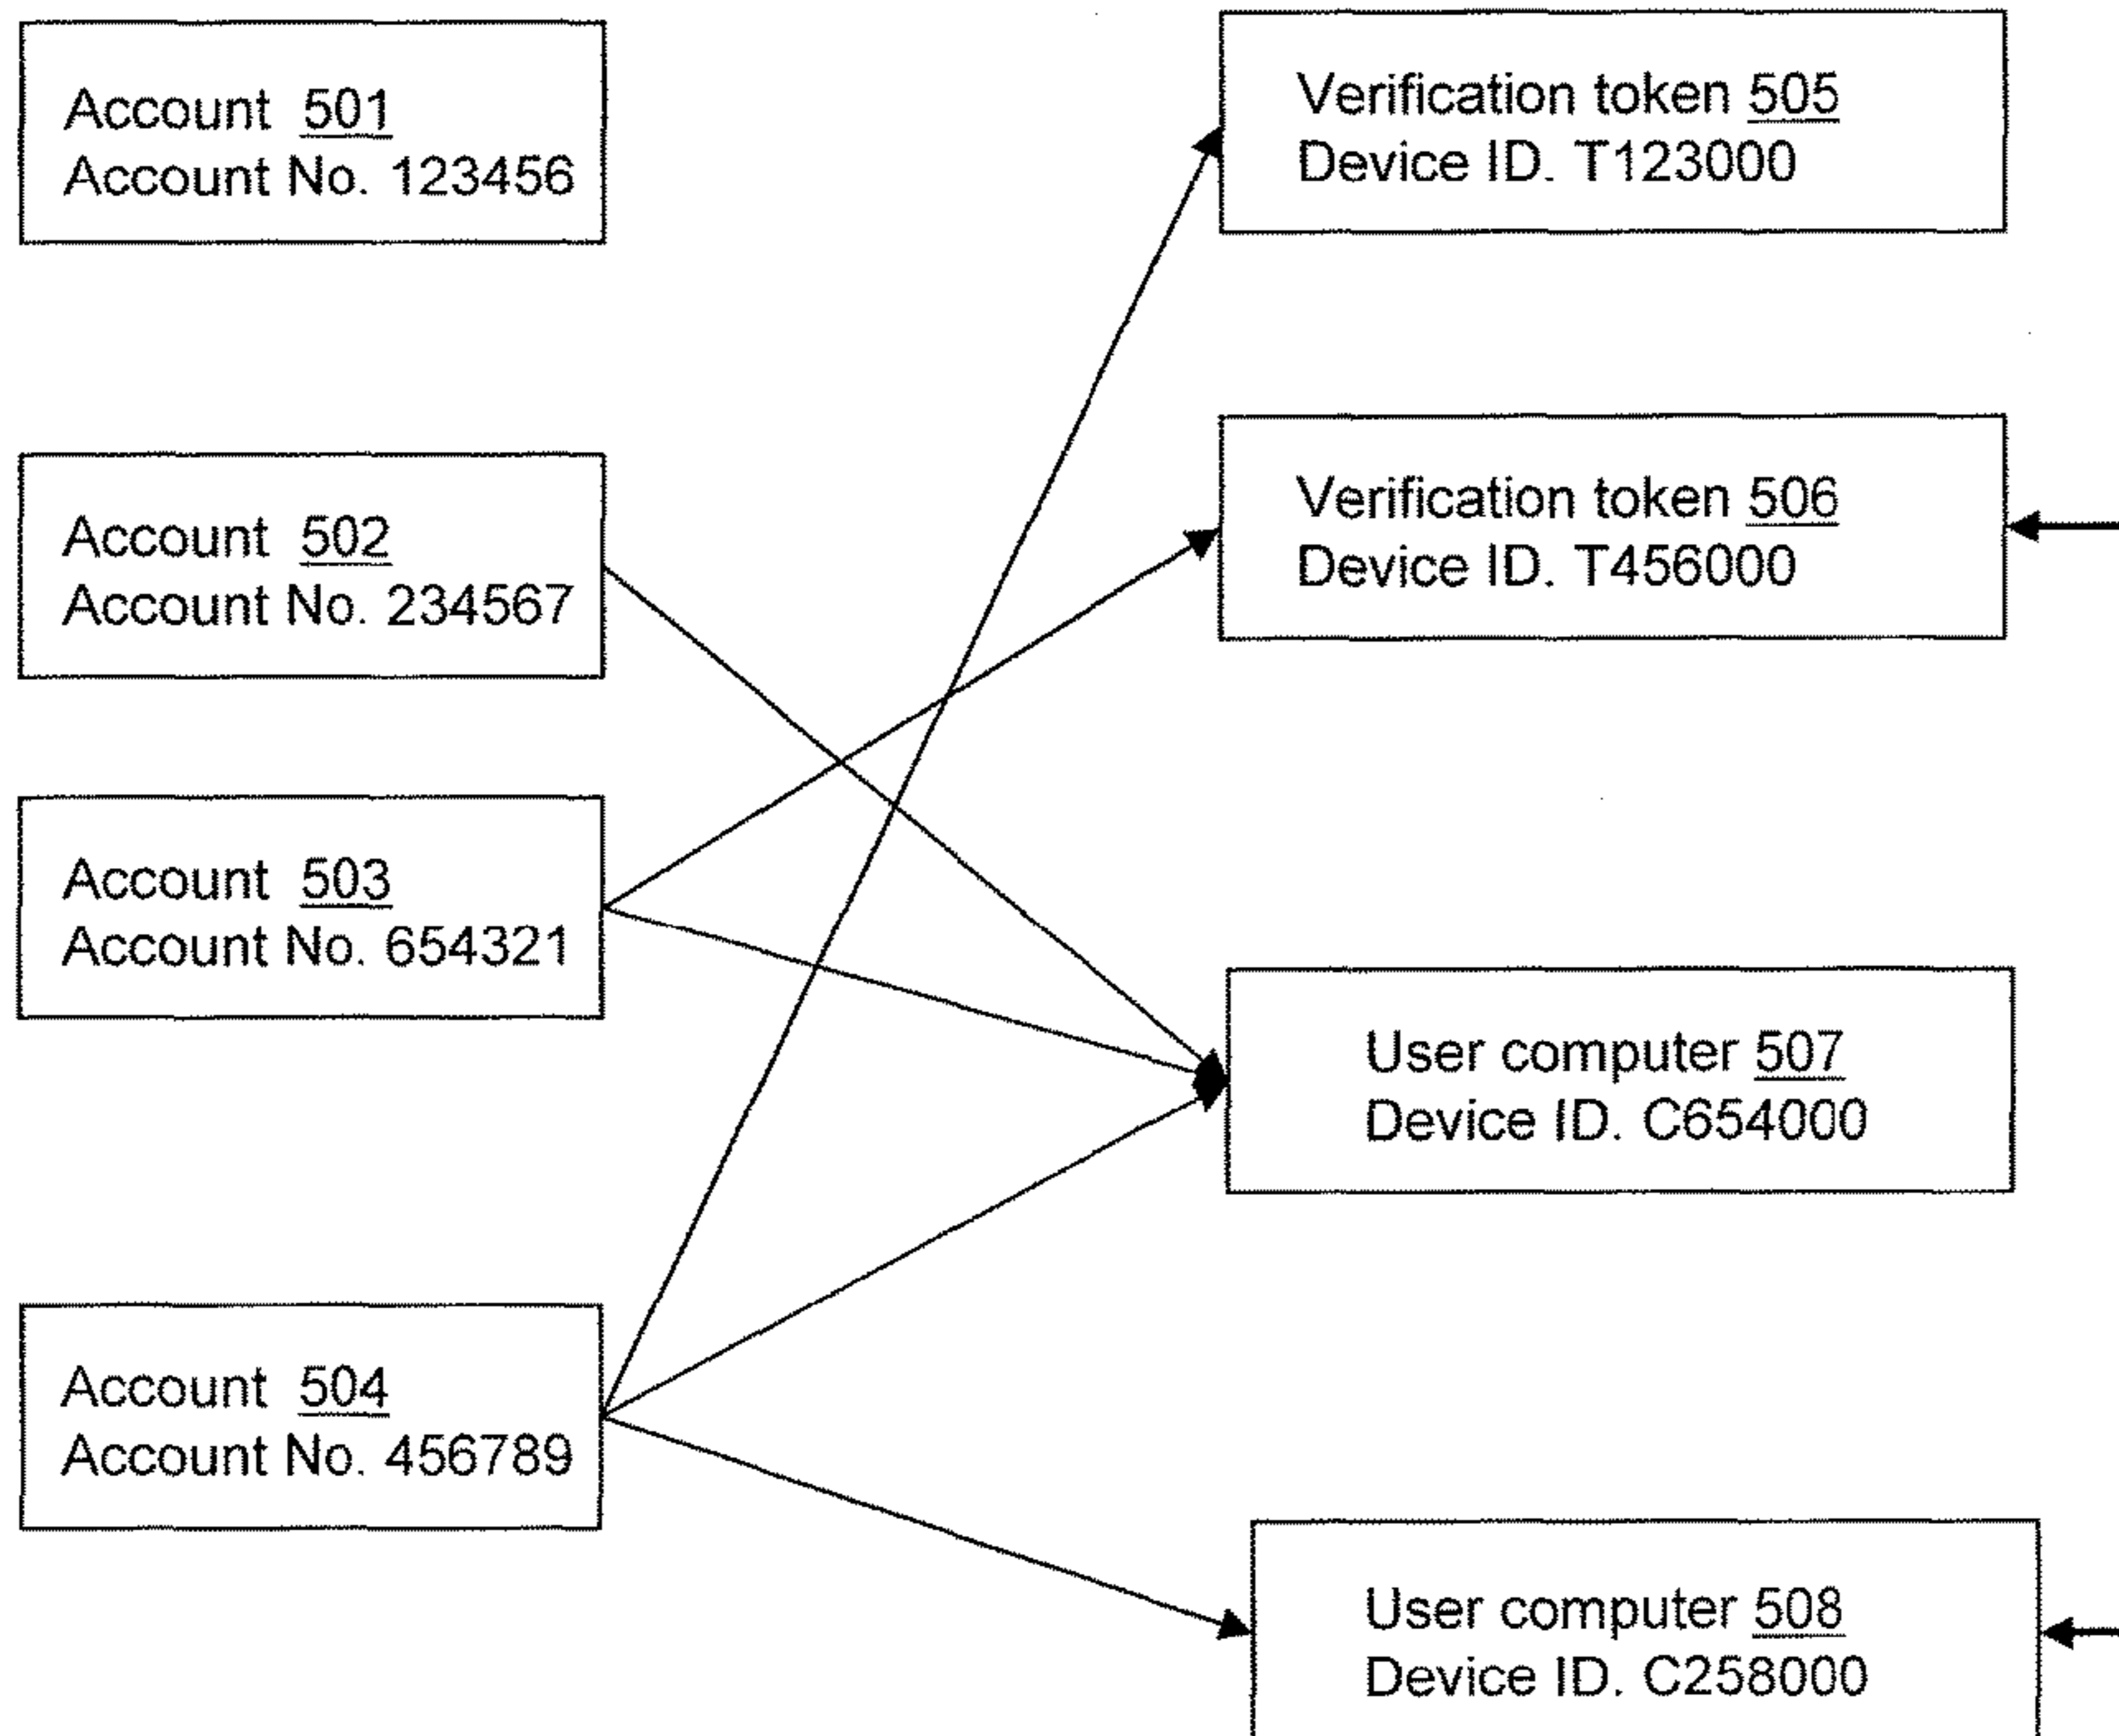 Account 501
Account No. 123456
Account 502
Account No. 234567
Account 503
Account No. 654321
Account 504
Account No. 456789
Verification token 505
Device ID. T123000
Verification token 506
Device ID. T456000
User computer 507
Device ID. C654000
User computer 508
Device ID. C258000